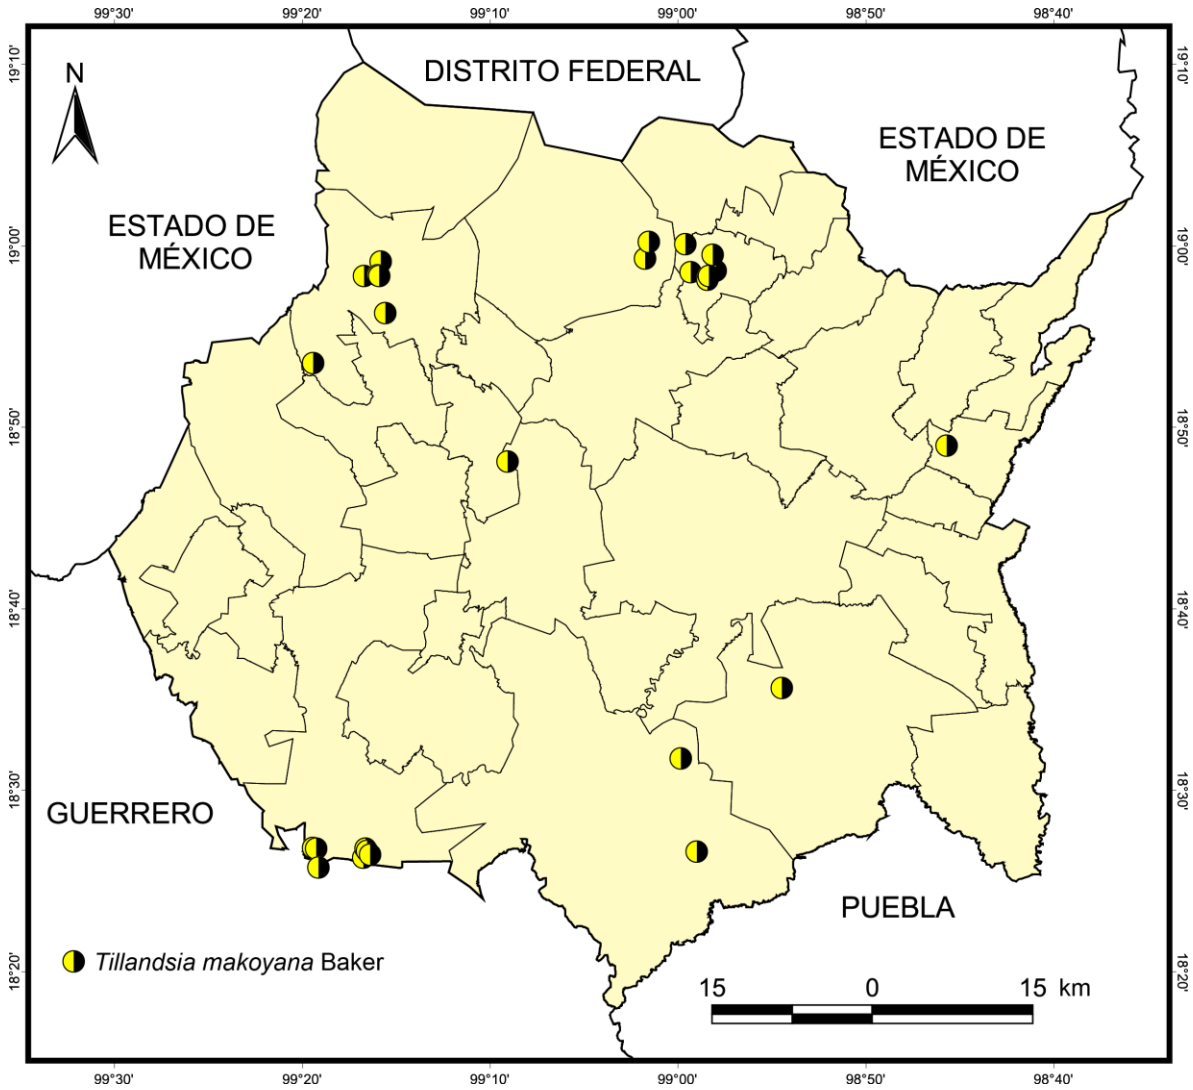 99°30' 99°20' 99°10' 99°00' 98°50' 98°40'
19°10' 19°10'
N
DISTRITO FEDERAL
ESTADO DE
MÉXICO
ESTADO DE
MÉXICO
19°00' 19°00'
18°50' 18°50'
18°40' 18°40'
18°30' 18°30'
GUERRERO
PUEBLA
Tillandsia makoyana Baker
18°20' 18°20'
15 0 15 km
99°30' 99°20' 99°10' 99°00' 98°50' 98°40'